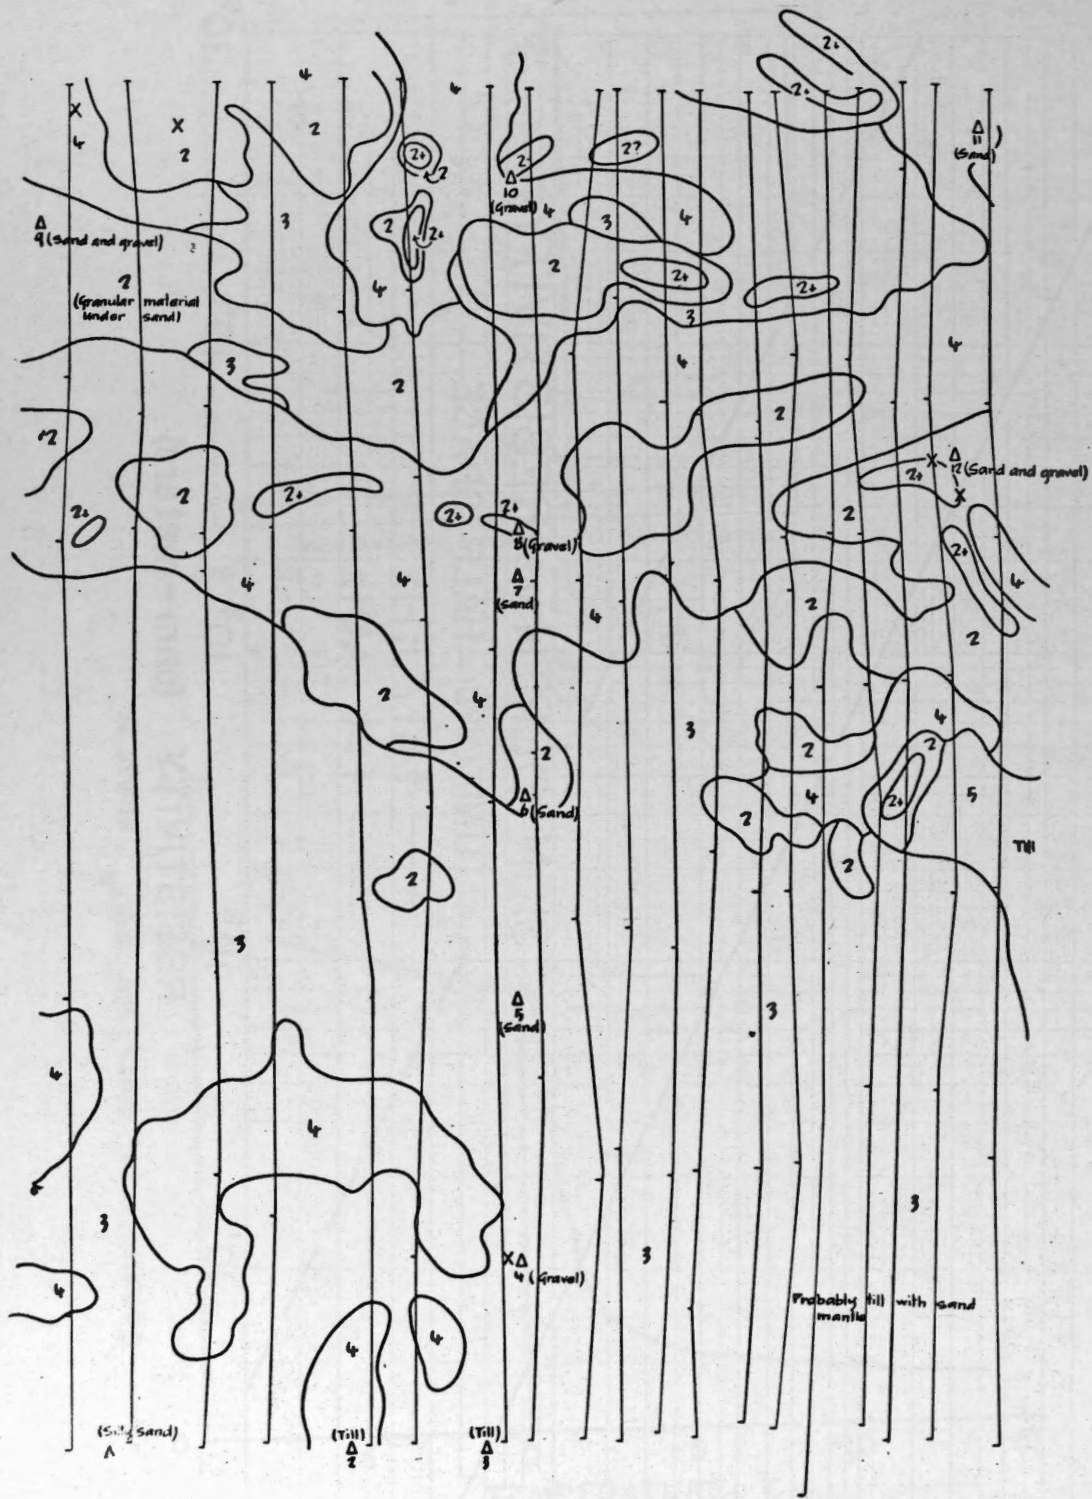 2+
4
4
2+
X
4
X
2
2
2+
2
2
2?
Δ
11
(Sand)
Δ
10
(Gravel)
3
2
2+
4
3
4
Δ
9 (Sand and gravel)
2
(Granular material
under sand)
4
2
2+
2+
3
4
4
3
2
2
2
2
2+
2+
2+
2+
Δ
8 (Gravel)
2
2+
X
Δ
12 (Sand and gravel)
X
2
2+
4
4
4
Δ
7
(Sand)
4
2
2
2
4
3
4
2
2
2
Δ
6 (Sand)
2
4
2+
5
Till
2
2
3
Δ
5
(Sand)
3
4
4
3
3
3
X Δ
4 (Gravel)
4
Probably till with sand
mantle
4
4
(Silty Sand)
(Till)
Δ
2
(Till)
Δ
3